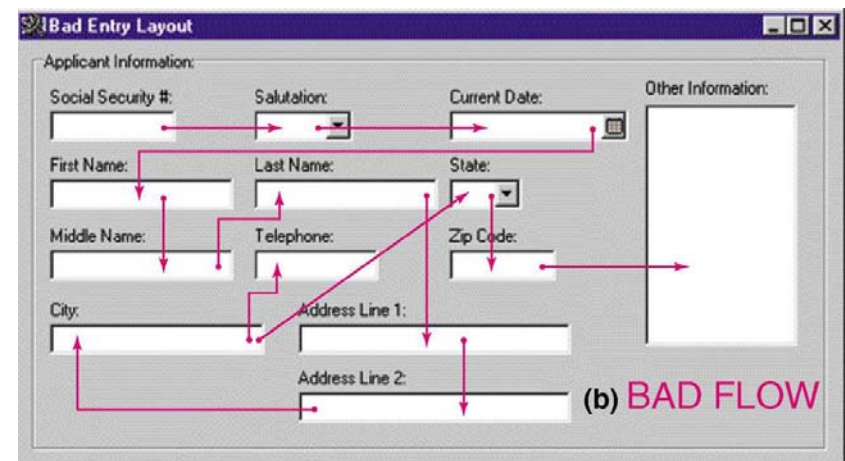 Bad Entry Layout
Applicant Information:
Social Security #: Salutation: Current Date: Other Information:
First Name: Last Name: State:
Middle Name: Telephone: Zip Code:
City: Address Line 1:
Address Line 2:
(b) BAD FLOW